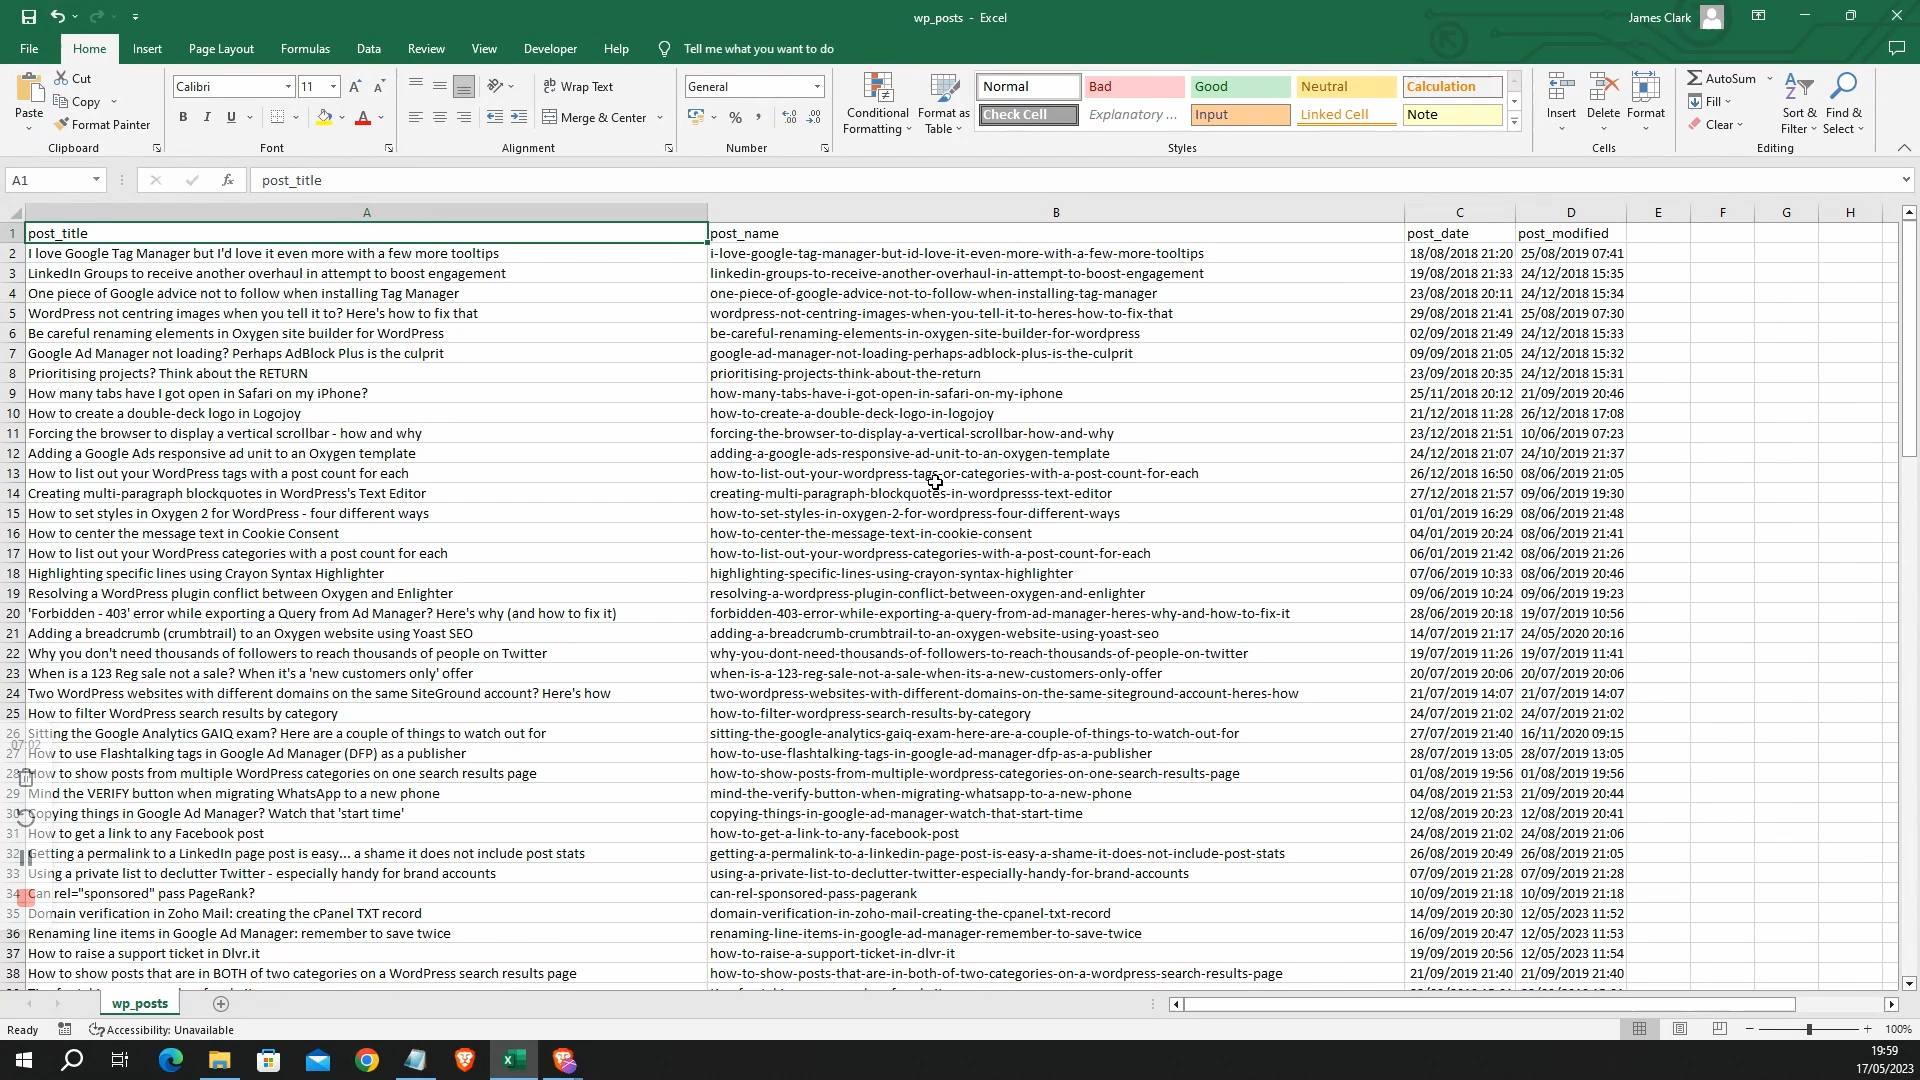 wp_posts - Excel
James Clark
File Home Insert Page Layout Formulas Data Review View Developer Help Tell me what you want to do
Paste
Cut
Copy
Format Painter
Clipboard
Calibri 11
B I U
Font
Wrap Text
Merge & Center
Alignment
General
Number
Conditional Formatting
Format as Table
Normal Bad Good Neutral Calculation
Check Cell Explanatory ... Input Linked Cell Note
Styles
Insert Delete Format
Cells
AutoSum
Fill
Clear
Sort & Filter
Find & Select
Editing
A1 fx post_title
A B C D E F G H
1 post_title post_name post_date post_modified
2 I love Google Tag Manager but I'd love it even more with a few more tooltips i-love-google-tag-manager-but-id-love-it-even-more-with-a-few-more-tooltips 18/08/2018 21:20 25/08/2019 07:41
3 LinkedIn Groups to receive another overhaul in attempt to boost engagement linkedin-groups-to-receive-another-overhaul-in-attempt-to-boost-engagement 19/08/2018 21:33 24/12/2018 15:35
4 One piece of Google advice not to follow when installing Tag Manager one-piece-of-google-advice-not-to-follow-when-installing-tag-manager 23/08/2018 20:11 24/12/2018 15:34
5 WordPress not centring images when you tell it to? Here's how to fix that wordpress-not-centring-images-when-you-tell-it-to-heres-how-to-fix-that 29/08/2018 21:41 25/08/2019 07:30
6 Be careful renaming elements in Oxygen site builder for WordPress be-careful-renaming-elements-in-oxygen-site-builder-for-wordpress 02/09/2018 21:49 24/12/2018 15:33
7 Google Ad Manager not loading? Perhaps AdBlock Plus is the culprit google-ad-manager-not-loading-perhaps-adblock-plus-is-the-culprit 09/09/2018 21:05 24/12/2018 15:32
8 Prioritising projects? Think about the RETURN prioritising-projects-think-about-the-return 23/09/2018 20:35 24/12/2018 15:31
9 How many tabs have I got open in Safari on my iPhone? how-many-tabs-have-i-got-open-in-safari-on-my-iphone 25/11/2018 20:12 21/09/2019 20:46
10 How to create a double-deck logo in Logojoy how-to-create-a-double-deck-logo-in-logojoy 21/12/2018 11:28 26/12/2018 17:08
11 Forcing the browser to display a vertical scrollbar - how and why forcing-the-browser-to-display-a-vertical-scrollbar-how-and-why 23/12/2018 21:51 10/06/2019 07:23
12 Adding a Google Ads responsive ad unit to an Oxygen template adding-a-google-ads-responsive-ad-unit-to-an-oxygen-template 24/12/2018 21:07 24/10/2019 21:37
13 How to list out your WordPress tags with a post count for each how-to-list-out-your-wordpress-tags-or-categories-with-a-post-count-for-each 26/12/2018 16:50 08/06/2019 21:05
14 Creating multi-paragraph blockquotes in WordPress's Text Editor creating-multi-paragraph-blockquotes-in-wordpresss-text-editor 27/12/2018 21:57 09/06/2019 19:30
15 How to set styles in Oxygen 2 for WordPress - four different ways how-to-set-styles-in-oxygen-2-for-wordpress-four-different-ways 01/01/2019 16:29 08/06/2019 21:48
16 How to center the message text in Cookie Consent how-to-center-the-message-text-in-cookie-consent 04/01/2019 20:24 08/06/2019 21:41
17 How to list out your WordPress categories with a post count for each how-to-list-out-your-wordpress-categories-with-a-post-count-for-each 06/01/2019 21:42 08/06/2019 21:26
18 Highlighting specific lines using Crayon Syntax Highlighter highlighting-specific-lines-using-crayon-syntax-highlighter 07/06/2019 10:33 08/06/2019 20:46
19 Resolving a WordPress plugin conflict between Oxygen and Enlighter resolving-a-wordpress-plugin-conflict-between-oxygen-and-enlighter 09/06/2019 10:24 09/06/2019 19:23
20 'Forbidden - 403' error while exporting a Query from Ad Manager? Here's why (and how to fix it) forbidden-403-error-while-exporting-a-query-from-ad-manager-heres-why-and-how-to-fix-it 28/06/2019 20:18 19/07/2019 10:56
21 Adding a breadcrumb (crumbtrail) to an Oxygen website using Yoast SEO adding-a-breadcrumb-crumbtrail-to-an-oxygen-website-using-yoast-seo 14/07/2019 21:17 24/05/2020 20:16
22 Why you don't need thousands of followers to reach thousands of people on Twitter why-you-dont-need-thousands-of-followers-to-reach-thousands-of-people-on-twitter 19/07/2019 11:26 19/07/2019 11:41
23 When is a 123 Reg sale not a sale? When it's a 'new customers only' offer when-is-a-123-reg-sale-not-a-sale-when-its-a-new-customers-only-offer 20/07/2019 20:06 20/07/2019 20:06
24 Two WordPress websites with different domains on the same SiteGround account? Here's how two-wordpress-websites-with-different-domains-on-the-same-siteground-account-heres-how 21/07/2019 14:07 21/07/2019 14:07
25 How to filter WordPress search results by category how-to-filter-wordpress-search-results-by-category 24/07/2019 21:02 24/07/2019 21:02
26 Sitting the Google Analytics GAIQ exam? Here are a couple of things to watch out for sitting-the-google-analytics-gaiq-exam-here-are-a-couple-of-things-to-watch-out-for 27/07/2019 21:40 16/11/2020 09:15
07:02
27 How to use Flashtalking tags in Google Ad Manager (DFP) as a publisher how-to-use-flashtalking-tags-in-google-ad-manager-dfp-as-a-publisher 28/07/2019 13:05 28/07/2019 13:05
28 How to show posts from multiple WordPress categories on one search results page how-to-show-posts-from-multiple-wordpress-categories-on-one-search-results-page 01/08/2019 19:56 01/08/2019 19:56
29 Mind the VERIFY button when migrating WhatsApp to a new phone mind-the-verify-button-when-migrating-whatsapp-to-a-new-phone 04/08/2019 21:53 21/09/2019 20:44
30 Copying things in Google Ad Manager? Watch that 'start time' copying-things-in-google-ad-manager-watch-that-start-time 12/08/2019 20:23 12/08/2019 20:41
31 How to get a link to any Facebook post how-to-get-a-link-to-any-facebook-post 24/08/2019 21:02 24/08/2019 21:06
32 Getting a permalink to a LinkedIn page post is easy... a shame it does not include post stats getting-a-permalink-to-a-linkedin-page-post-is-easy-a-shame-it-does-not-include-post-stats 26/08/2019 20:49 26/08/2019 21:05
33 Using a private list to declutter Twitter - especially handy for brand accounts using-a-private-list-to-declutter-twitter-especially-handy-for-brand-accounts 07/09/2019 21:28 07/09/2019 21:28
34 Can rel="sponsored" pass PageRank? can-rel-sponsored-pass-pagerank 10/09/2019 21:18 10/09/2019 21:18
35 Domain verification in Zoho Mail: creating the cPanel TXT record domain-verification-in-zoho-mail-creating-the-cpanel-txt-record 14/09/2019 20:30 12/05/2023 11:52
36 Renaming line items in Google Ad Manager: remember to save twice renaming-line-items-in-google-ad-manager-remember-to-save-twice 16/09/2019 20:47 12/05/2023 11:53
37 How to raise a support ticket in Dlvr.it how-to-raise-a-support-ticket-in-dlvr-it 19/09/2019 20:56 12/05/2023 11:54
38 How to show posts that are in BOTH of two categories on a WordPress search results page how-to-show-posts-that-are-in-both-of-two-categories-on-a-wordpress-search-results-page 21/09/2019 21:40 21/09/2019 21:40
wp_posts
Ready Accessibility: Unavailable 100%
19:59
17/05/2023